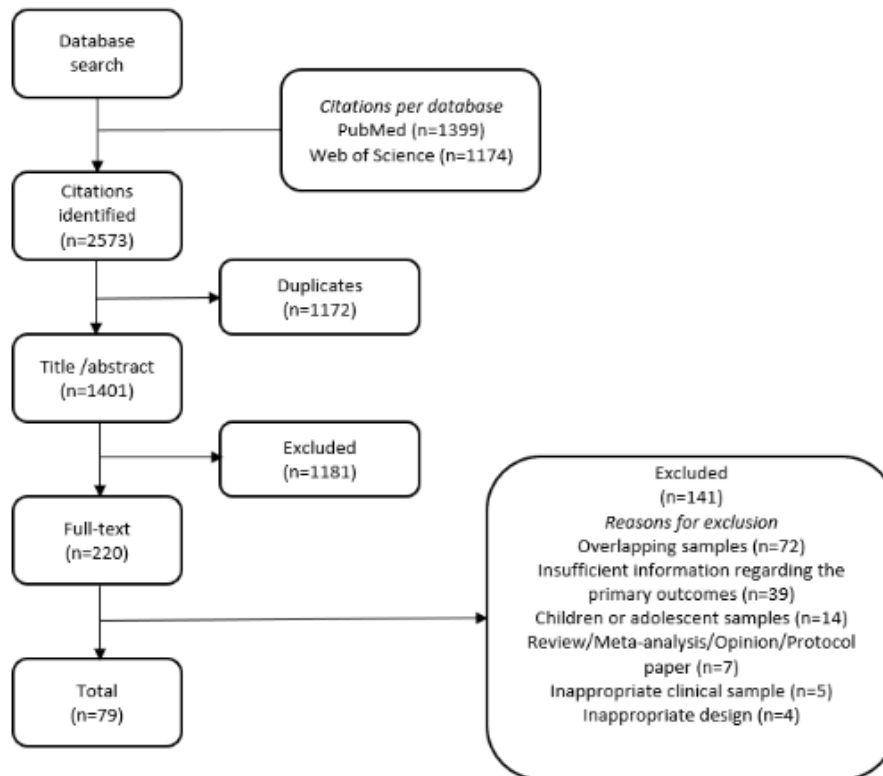 Database
search
Citations per database
PubMed (n=1399)
Web of Science (n=1174)
Citations
identified
(n=2573)
Duplicates
(n=1172)
Title /abstract
(n=1401)
Excluded
(n=1181)
Full-text
(n=220)
Excluded
(n=141)
Reasons for exclusion
Overlapping samples (n=72)
Insufficient information regarding the
primary outcomes (n=39)
Children or adolescent samples (n=14)
Review/Meta-analysis/Opinion/Protocol
paper (n=7)
Inappropriate clinical sample (n=5)
Inappropriate design (n=4)
Total
(n=79)